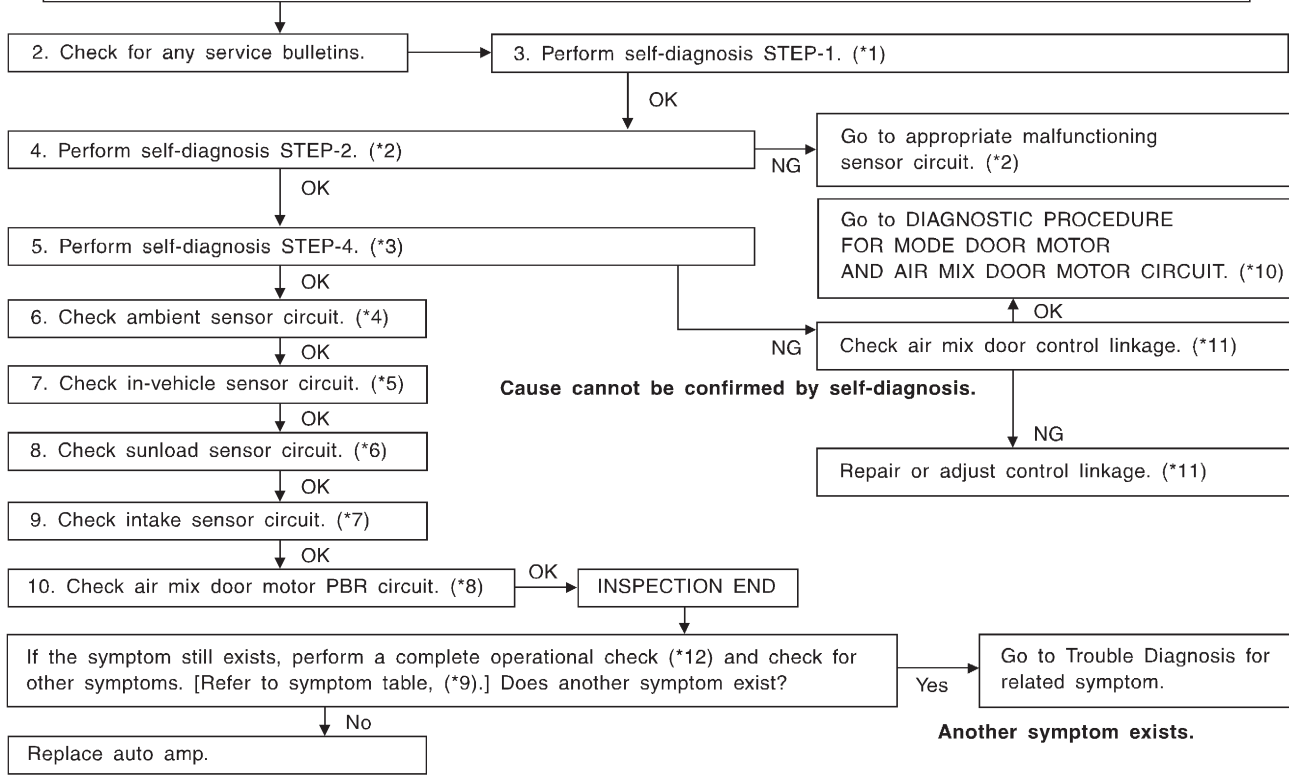 2. Check for any service bulletins.
3. Perform self-diagnosis STEP-1. (*1)
OK
4. Perform self-diagnosis STEP-2. (*2)
NG
Go to appropriate malfunctioning
sensor circuit. (*2)
OK
5. Perform self-diagnosis STEP-4. (*3)
Go to DIAGNOSTIC PROCEDURE
FOR MODE DOOR MOTOR
AND AIR MIX DOOR MOTOR CIRCUIT. (*10)
OK
OK
6. Check ambient sensor circuit. (*4)
NG
Check air mix door control linkage. (*11)
OK
7. Check in-vehicle sensor circuit. (*5)
Cause cannot be confirmed by self-diagnosis.
OK
NG
8. Check sunload sensor circuit. (*6)
Repair or adjust control linkage. (*11)
OK
9. Check intake sensor circuit. (*7)
OK
10. Check air mix door motor PBR circuit. (*8)
OK
INSPECTION END
If the symptom still exists, perform a complete operational check (*12) and check for
other symptoms. [Refer to symptom table, (*9).] Does another symptom exist?
Yes
Go to Trouble Diagnosis for
related symptom.
No
Another symptom exists.
Replace auto amp.